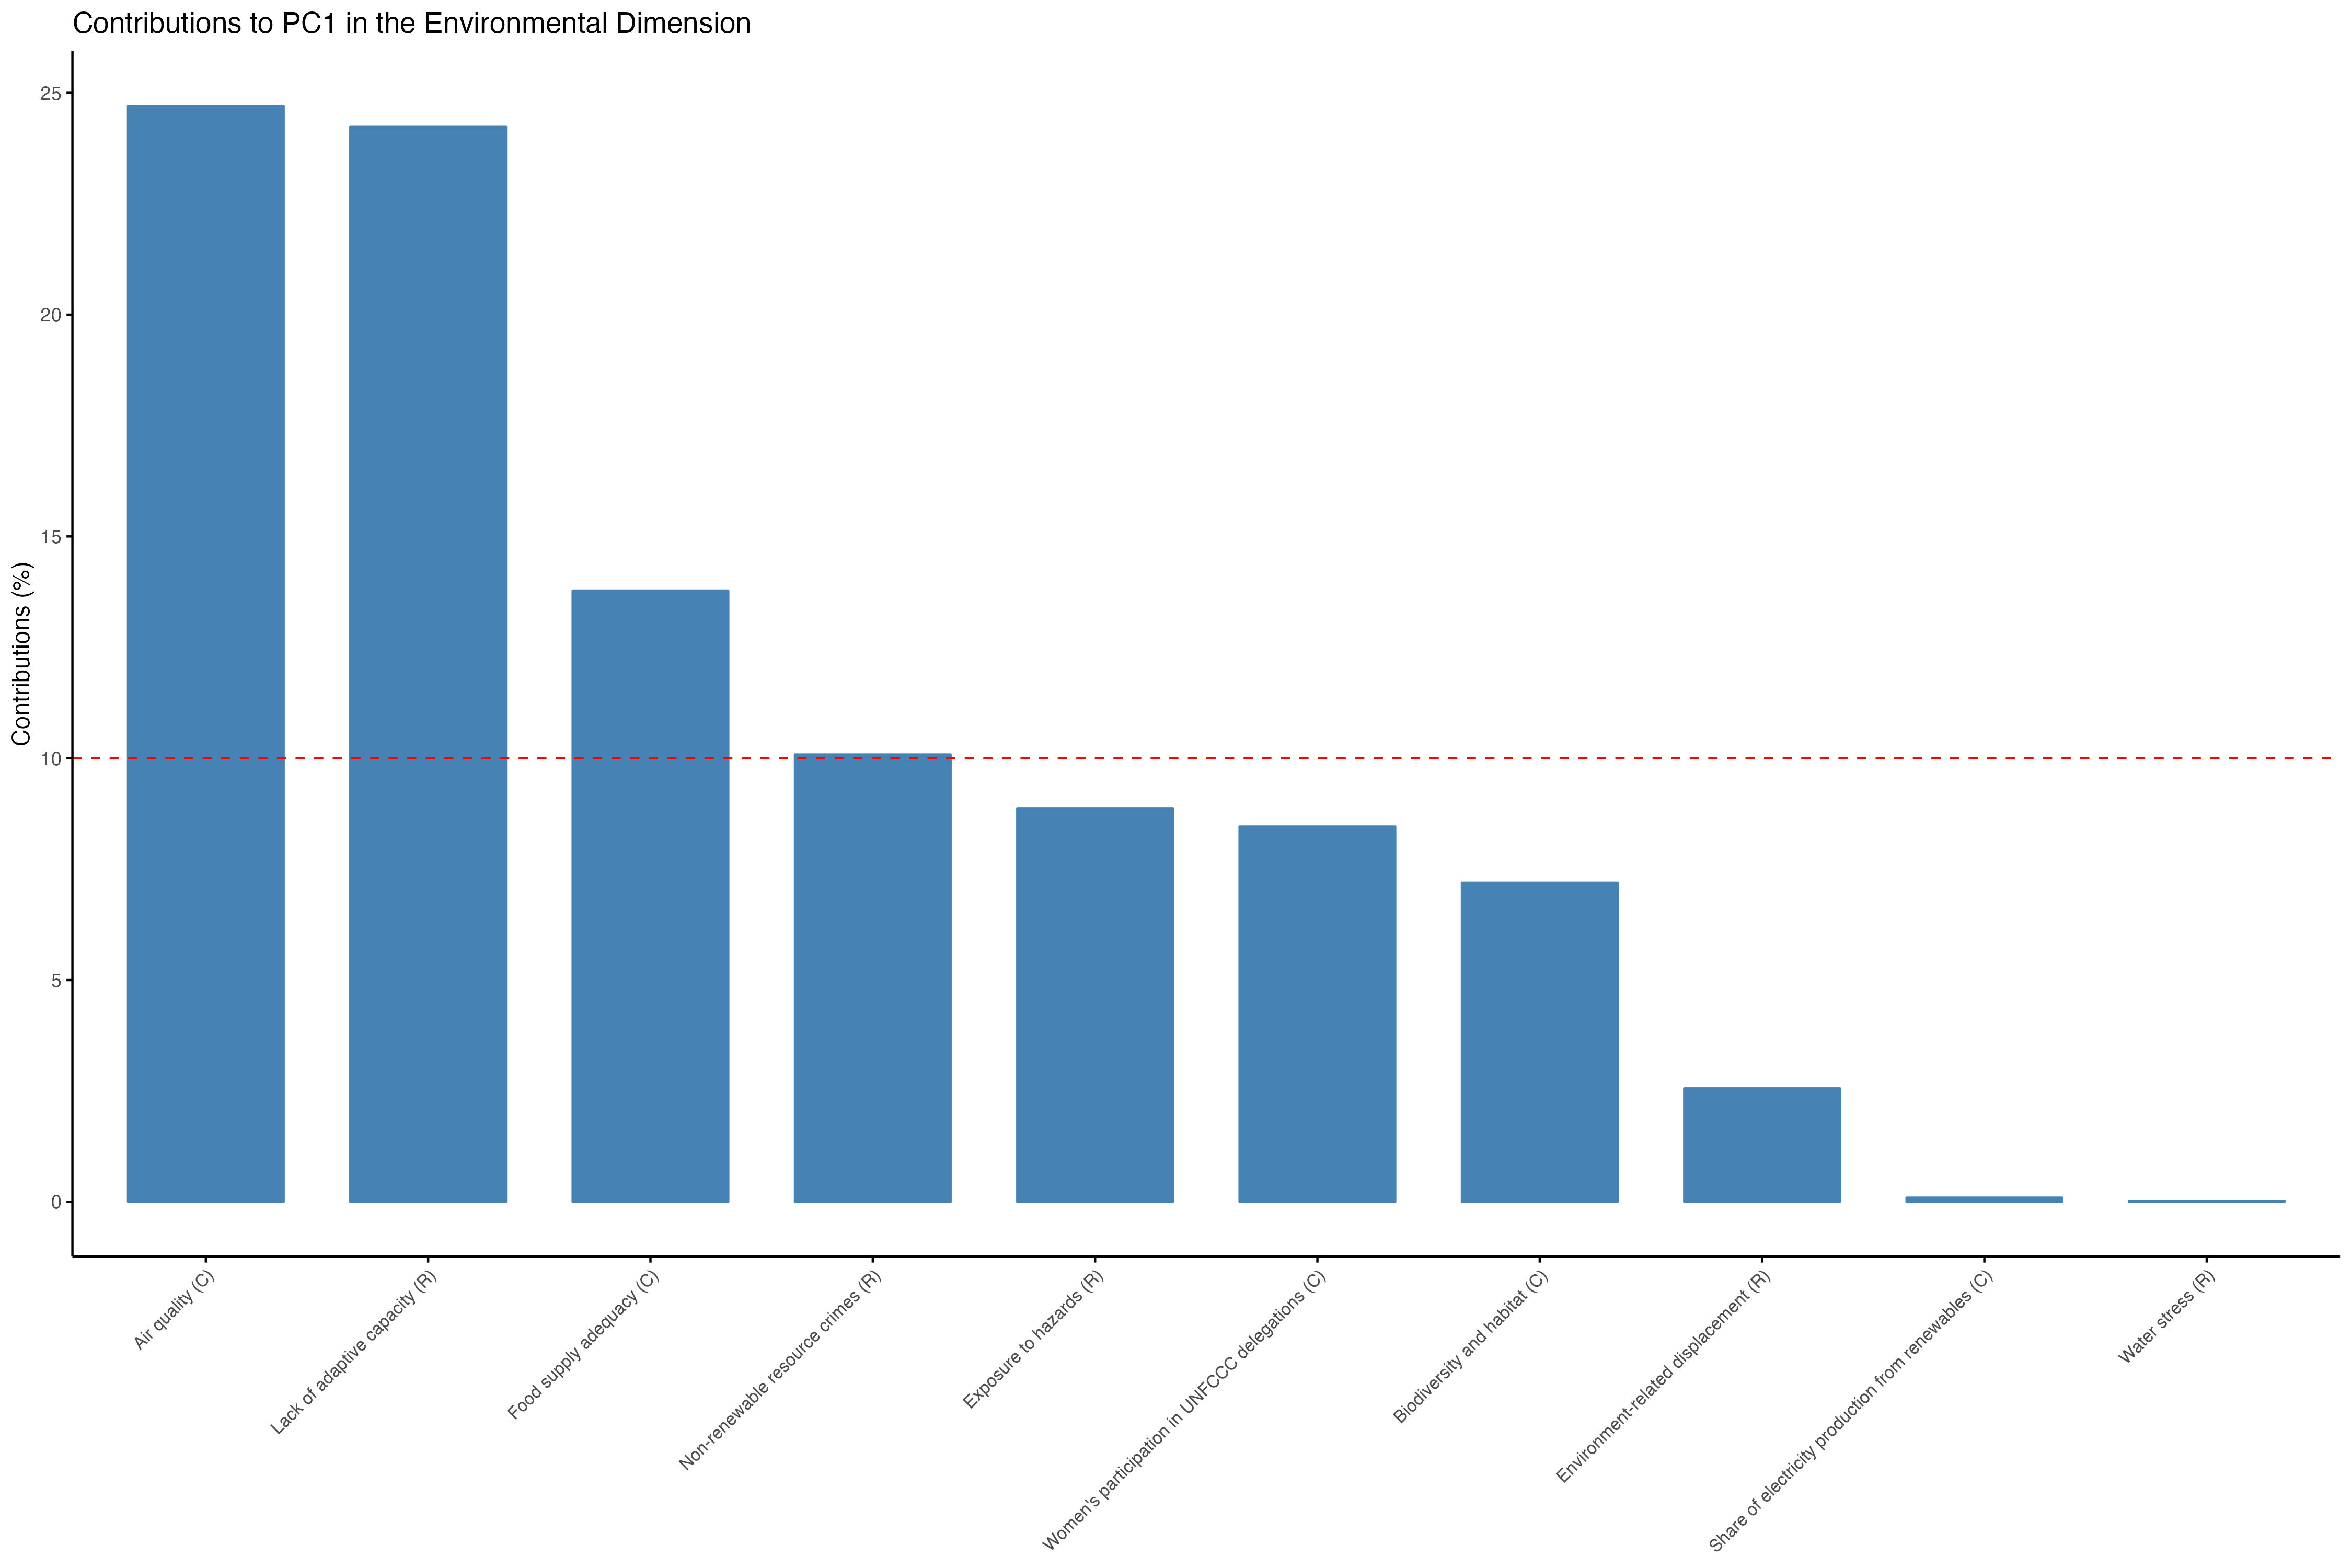 Contributions to PC1 in the Environmental Dimension
Contributions (%)
25
20
15
10
5
0
Air quality (C)
Lack of adaptive capacity (R)
Food supply adequacy (C)
Non-renewable resource crimes (R)
Exposure to hazards (R)
Women's participation in UNFCCC delegations (C)
Biodiversity and habitat (C)
Environment-related displacement (R)
Share of electricity production from renewables (C)
Water stress (R)